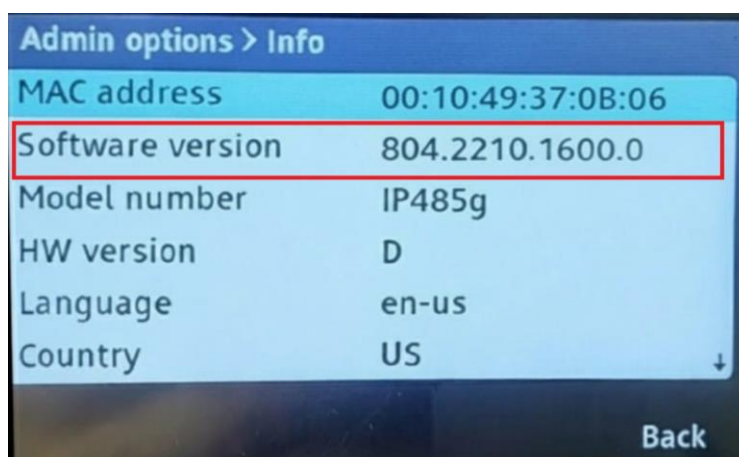 Admin options > Info
MAC address 00:10:49:37:0B:06
Software version 804.2210.1600.0
Model number IP485g
HW version D
Language en-us
Country US ↓
Back